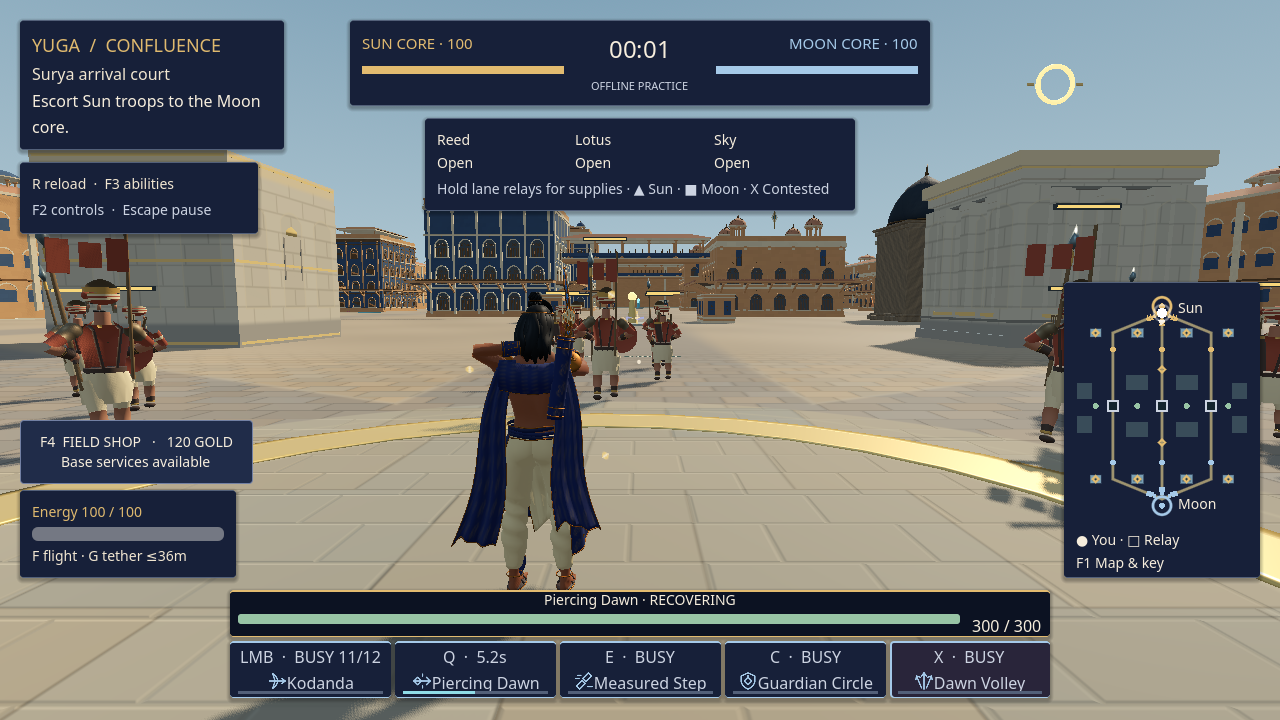 YUGA / CONFLUENCE
Surya arrival court
Escort Sun troops to the Moon
core.
R reload · F3 abilities
F2 controls · Escape pause
SUN CORE · 100
00:01
MOON CORE · 100
OFFLINE PRACTICE
Reed Lotus Sky
Open Open Open
Hold lane relays for supplies · ▲ Sun · ■ Moon · X Contested
Sun
Moon
● You · □ Relay
F1 Map & key
F4 FIELD SHOP · 120 GOLD
Base services available
Energy 100 / 100
F flight · G tether ≤36m
Piercing Dawn · RECOVERING
300 / 300
LMB · BUSY 11/12
Kodanda
Q · 5.2s
Piercing Dawn
E · BUSY
Measured Step
C · BUSY
Guardian Circle
X · BUSY
Dawn Volley